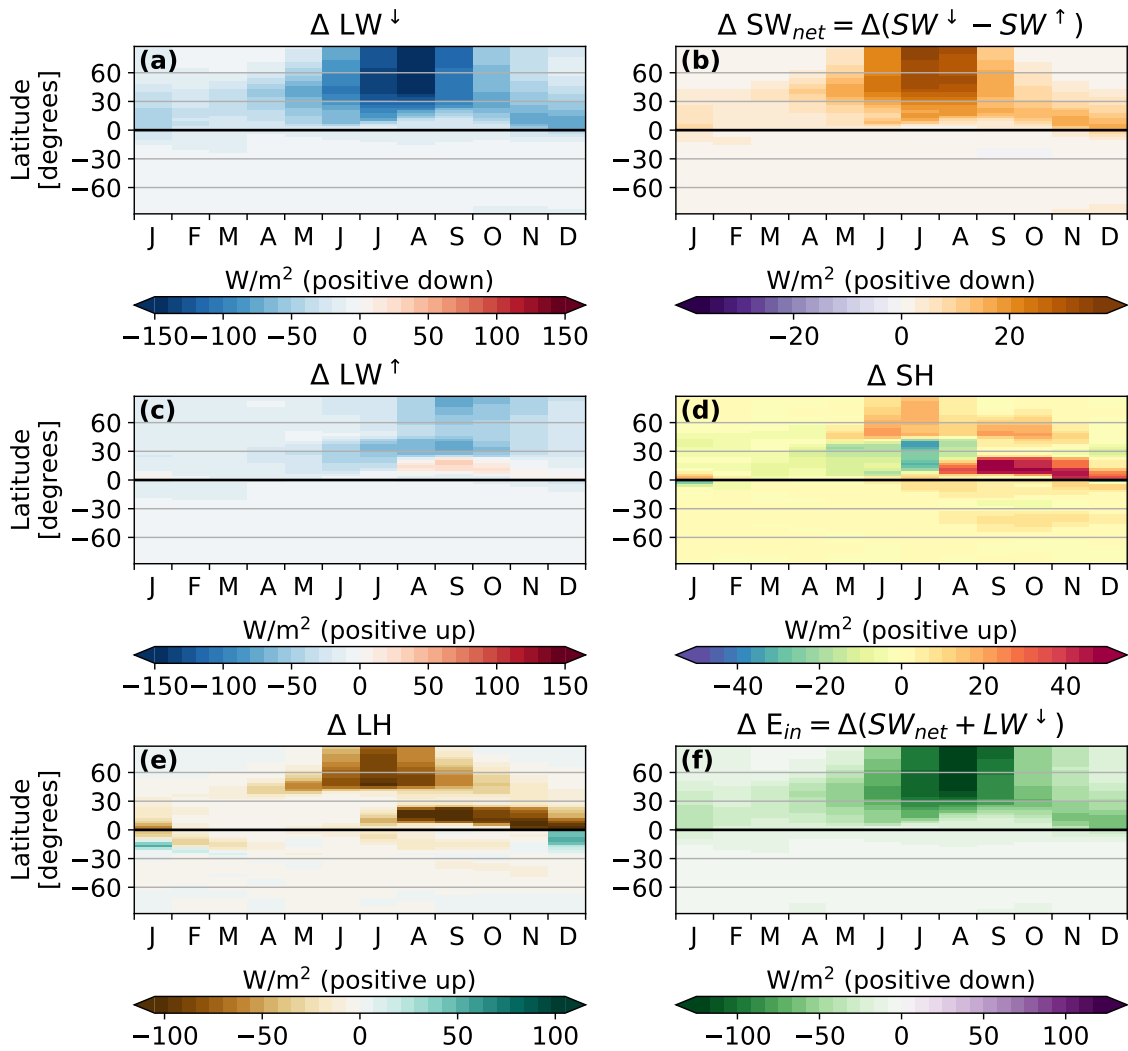 Δ LW↓
Δ SW_net = Δ(SW↓ − SW↑)
(a)
(b)
Latitude
[degrees]
60
30
0
−30
−60
60
30
0
−30
−60
J F M A M J J A S O N D
J F M A M J J A S O N D
W/m² (positive down)
W/m² (positive down)
−150 −100 −50 0 50 100 150
−20 0 20
Δ LW↑
Δ SH
(c)
(d)
Latitude
[degrees]
60
30
0
−30
−60
60
30
0
−30
−60
J F M A M J J A S O N D
J F M A M J J A S O N D
W/m² (positive up)
W/m² (positive up)
−150 −100 −50 0 50 100 150
−40 −20 0 20 40
Δ LH
Δ E_in = Δ(SW_net + LW↓)
(e)
(f)
Latitude
[degrees]
60
30
0
−30
−60
60
30
0
−30
−60
J F M A M J J A S O N D
J F M A M J J A S O N D
W/m² (positive up)
W/m² (positive down)
−100 −50 0 50 100
−100 −50 0 50 100